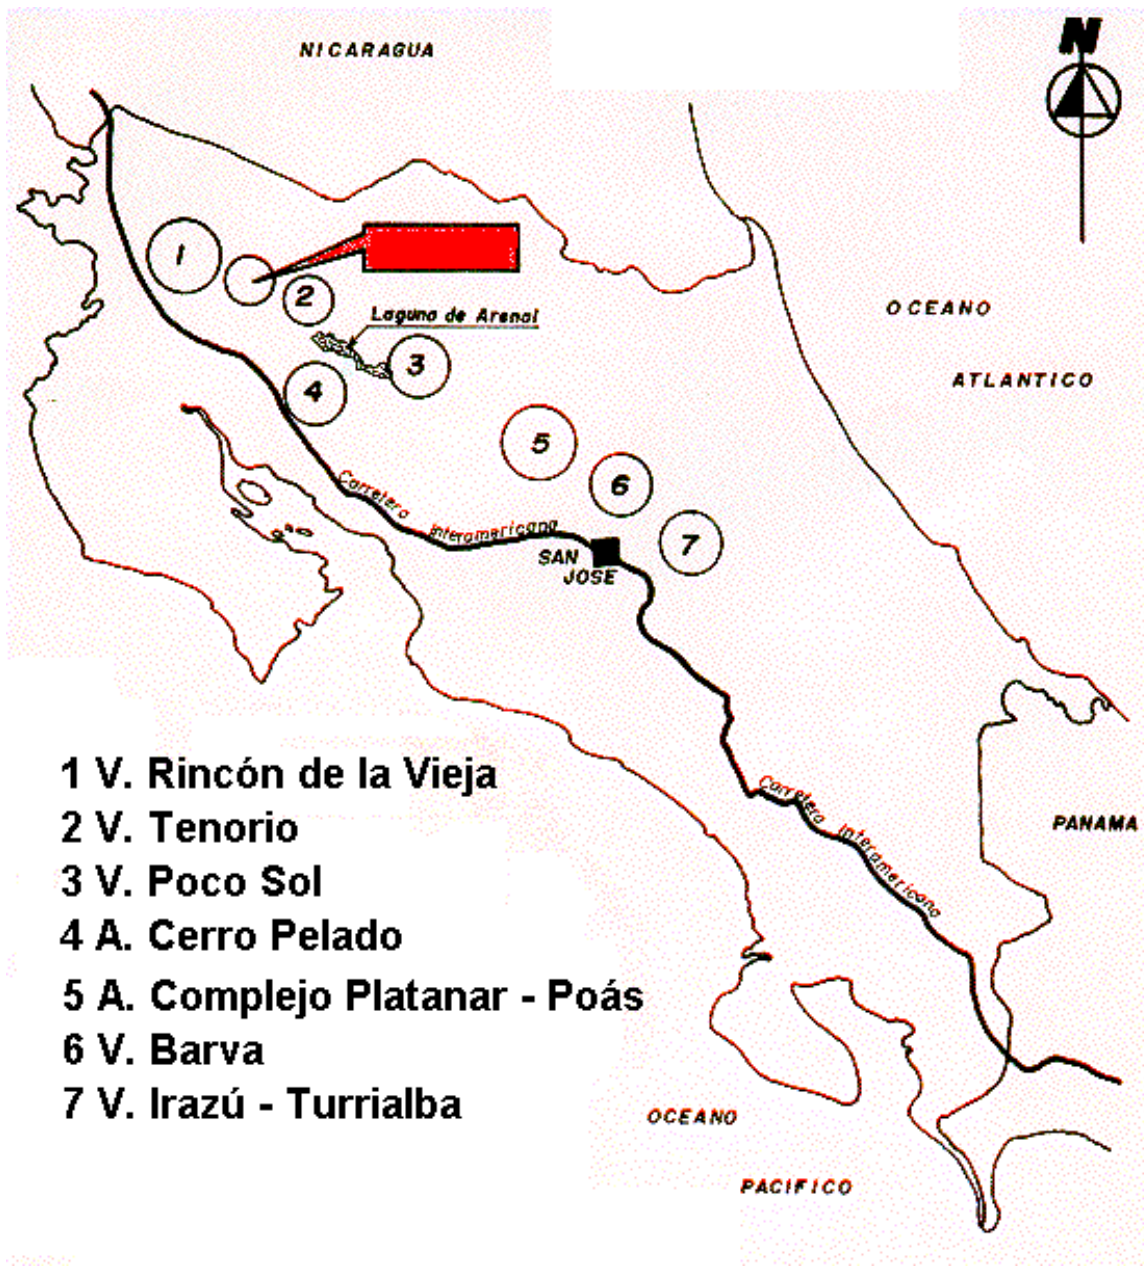 NICARAGUA
N
1
2
Laguna de Arenal
3
4
OCEANO
ATLANTICO
5
6
7
Carretera Interamericana
SAN
JOSE
Carretera Interamericana
PANAMA
1 V. Rincón de la Vieja
2 V. Tenorio
3 V. Poco Sol
4 A. Cerro Pelado
5 A. Complejo Platanar - Poás
6 V. Barva
7 V. Irazú - Turrialba
OCEANO
PACIFICO